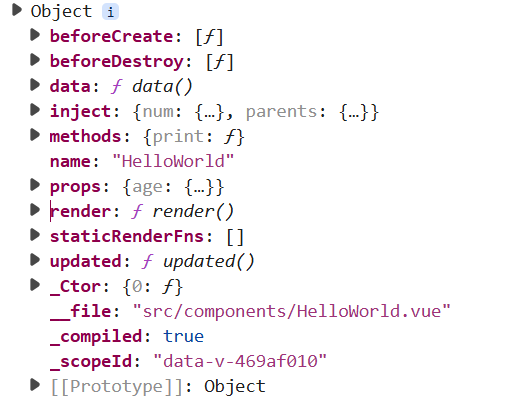 ▶ Object i
▶ beforeCreate: [ƒ]
▶ beforeDestroy: [ƒ]
▶ data: ƒ data()
▶ inject: {num: {…}, parents: {…}}
▶ methods: {print: ƒ}
name: "HelloWorld"
▶ props: {age: {…}}
▶ render: ƒ render()
▶ staticRenderFns: []
▶ updated: ƒ updated()
▶ _Ctor: {0: ƒ}
__file: "src/components/HelloWorld.vue"
_compiled: true
_scopeId: "data-v-469af010"
▶ [[Prototype]]: Object